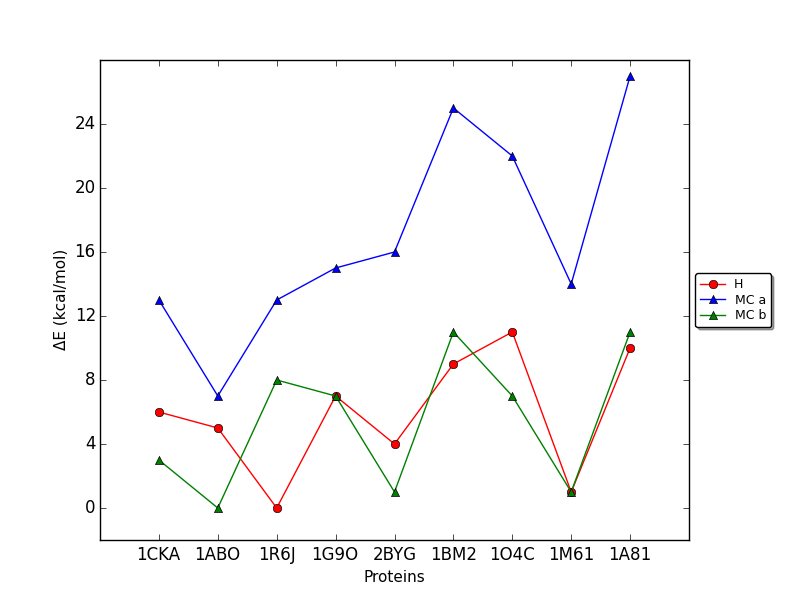 24
20
16
12
8
4
0
ΔE (kcal/mol)
1CKA 1ABO 1R6J 1G9O 2BYG 1BM2 1O4C 1M61 1A81
Proteins
H
MC a
MC b